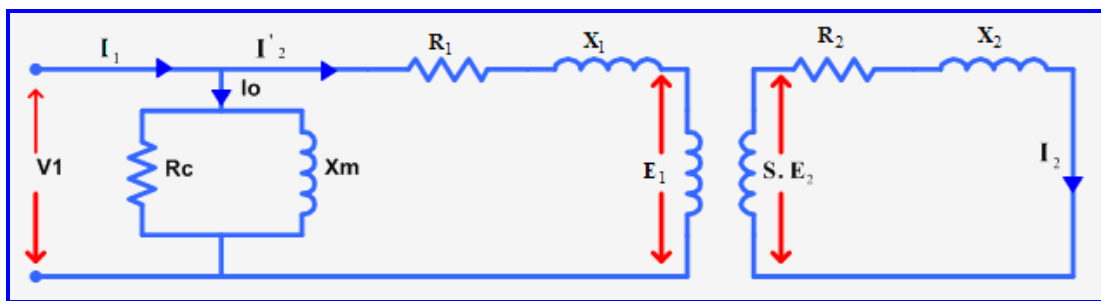 I₁
I'₂
R₁
X₁
R₂
X₂
Io
V1
Rc
Xm
E₁
S.E₂
I₂